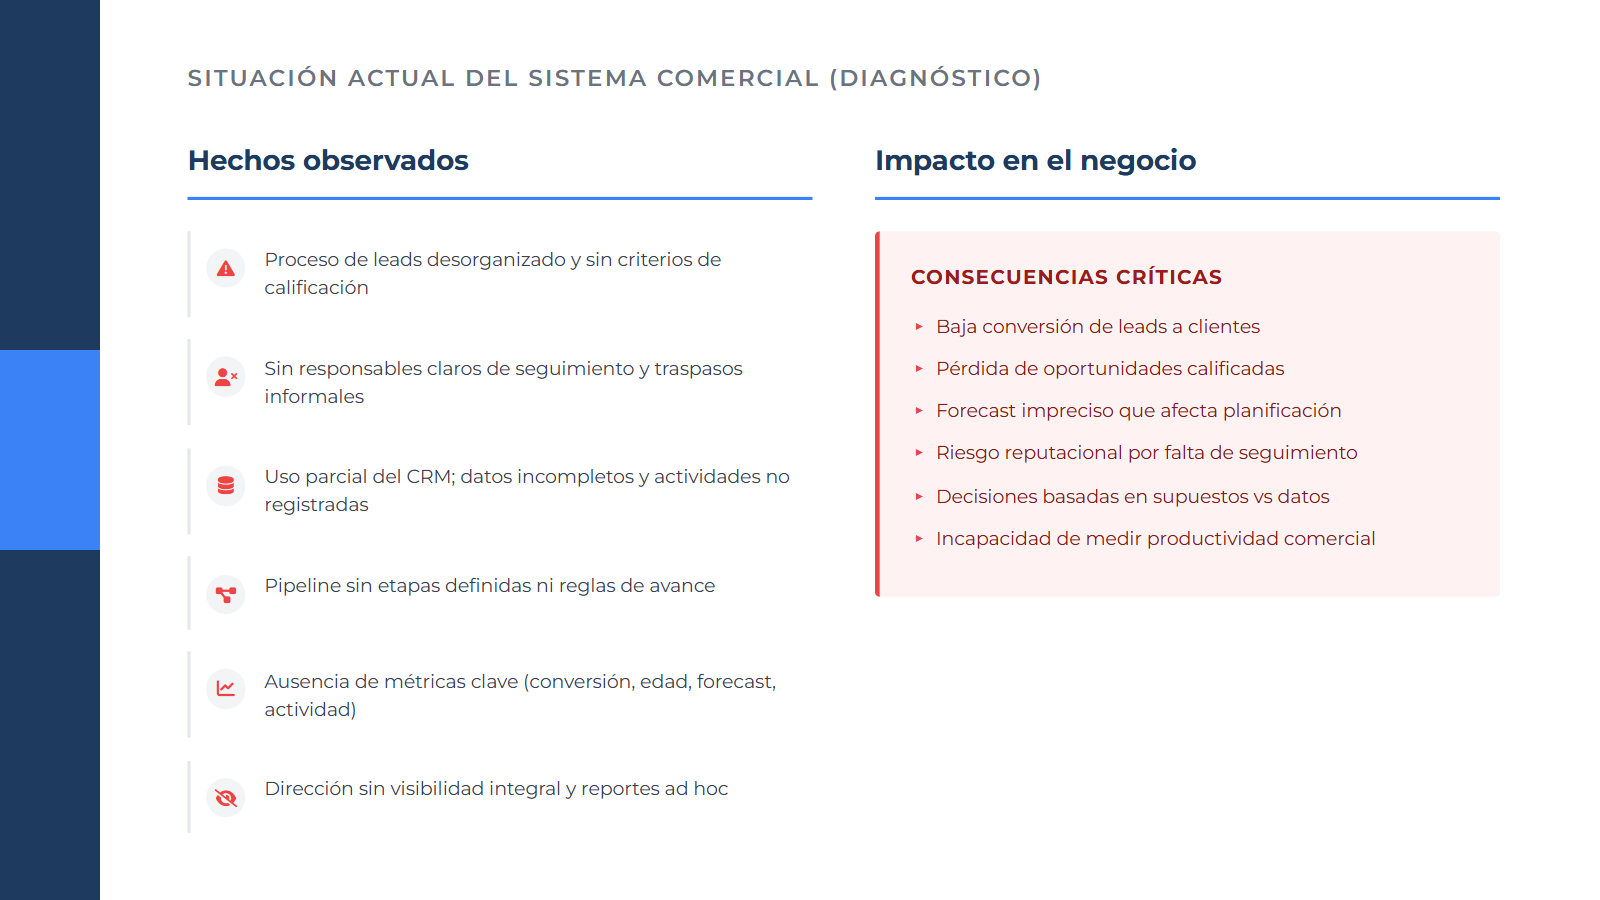 SITUACIÓN ACTUAL DEL SISTEMA COMERCIAL (DIAGNÓSTICO)
Hechos observados
Proceso de leads desorganizado y sin criterios de
calificación
Sin responsables claros de seguimiento y traspasos
informales
Uso parcial del CRM; datos incompletos y actividades no
registradas
Pipeline sin etapas definidas ni reglas de avance
Ausencia de métricas clave (conversión, edad, forecast,
actividad)
Dirección sin visibilidad integral y reportes ad hoc
Impacto en el negocio
CONSECUENCIAS CRÍTICAS
Baja conversión de leads a clientes
Pérdida de oportunidades calificadas
Forecast impreciso que afecta planificación
Riesgo reputacional por falta de seguimiento
Decisiones basadas en supuestos vs datos
Incapacidad de medir productividad comercial